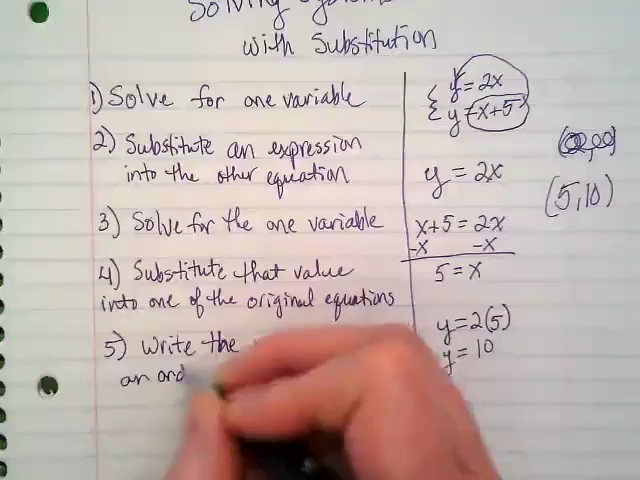 Solving
with Substitution
1) Solve for one variable
2) Substitute an expression
into the other equation
3) Solve for the one variable
4) Substitute that value
into one of the original equations
5) Write the
an ord
{ y = 2x
y = x+5
y = 2x
x+5 = 2x
-x -x
5 = x
y = 2(5)
y = 10
(5,10)